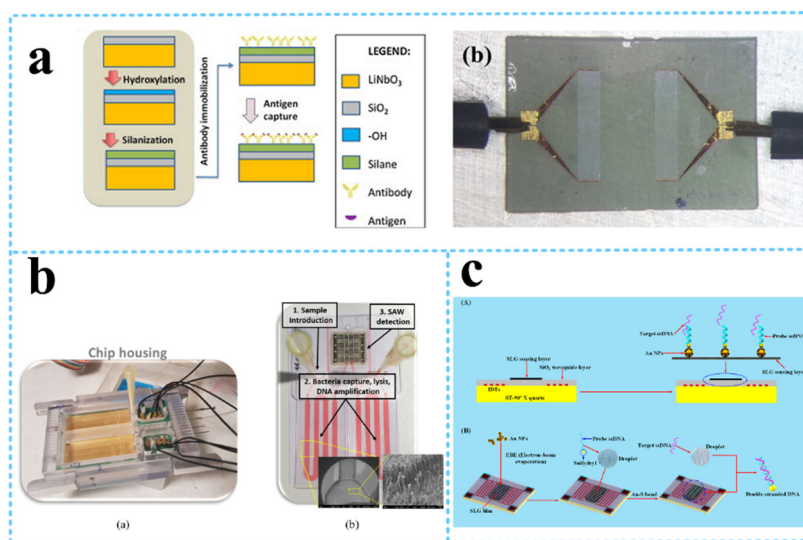 a
Hydroxylation
Silanization
Antibody immobilization
Antigen
capture
LEGEND:
LiNbO3
SiO2
-OH
Silane
Antibody
Antigen
(b)
b
Chip housing
(a)
1. Sample
Introduction
3. SAW
detection
2. Bacteria capture, lysis,
DNA amplification
(b)
c
(A)
Target ssDNA
Probe ssDNA
Au NPs
SLG sensing layer
SLG sensing layer
SiO2 waveguide layer
IDTs
ST-90° X quartz
(B)
Au NPs
EBE (Electron-beam
evaporation)
Probe ssDNA
Sulfydryl
Droplet
Target ssDNA
Droplet
Au-S bond
SLG film
Double-stranded DNA